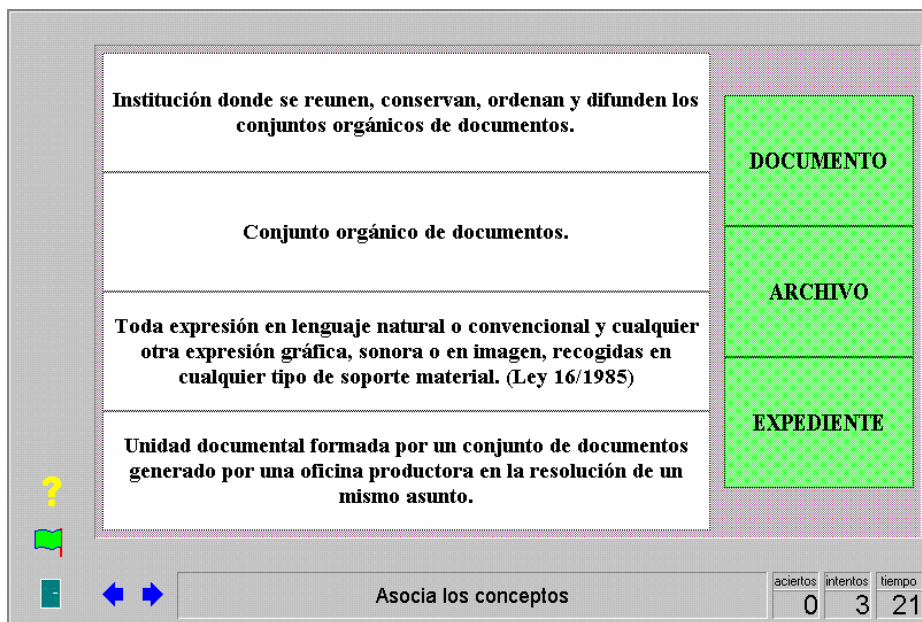 Institución donde se reunen, conservan, ordenan y difunden los
conjuntos orgánicos de documentos.
Conjunto orgánico de documentos.
Toda expresión en lenguaje natural o convencional y cualquier
otra expresión gráfica, sonora o en imagen, recogidas en
cualquier tipo de soporte material. (Ley 16/1985)
Unidad documental formada por un conjunto de documentos
generado por una oficina productora en la resolución de un
mismo asunto.
DOCUMENTO
ARCHIVO
EXPEDIENTE
?
Asocia los conceptos
aciertos intentos tiempo
0 3 21